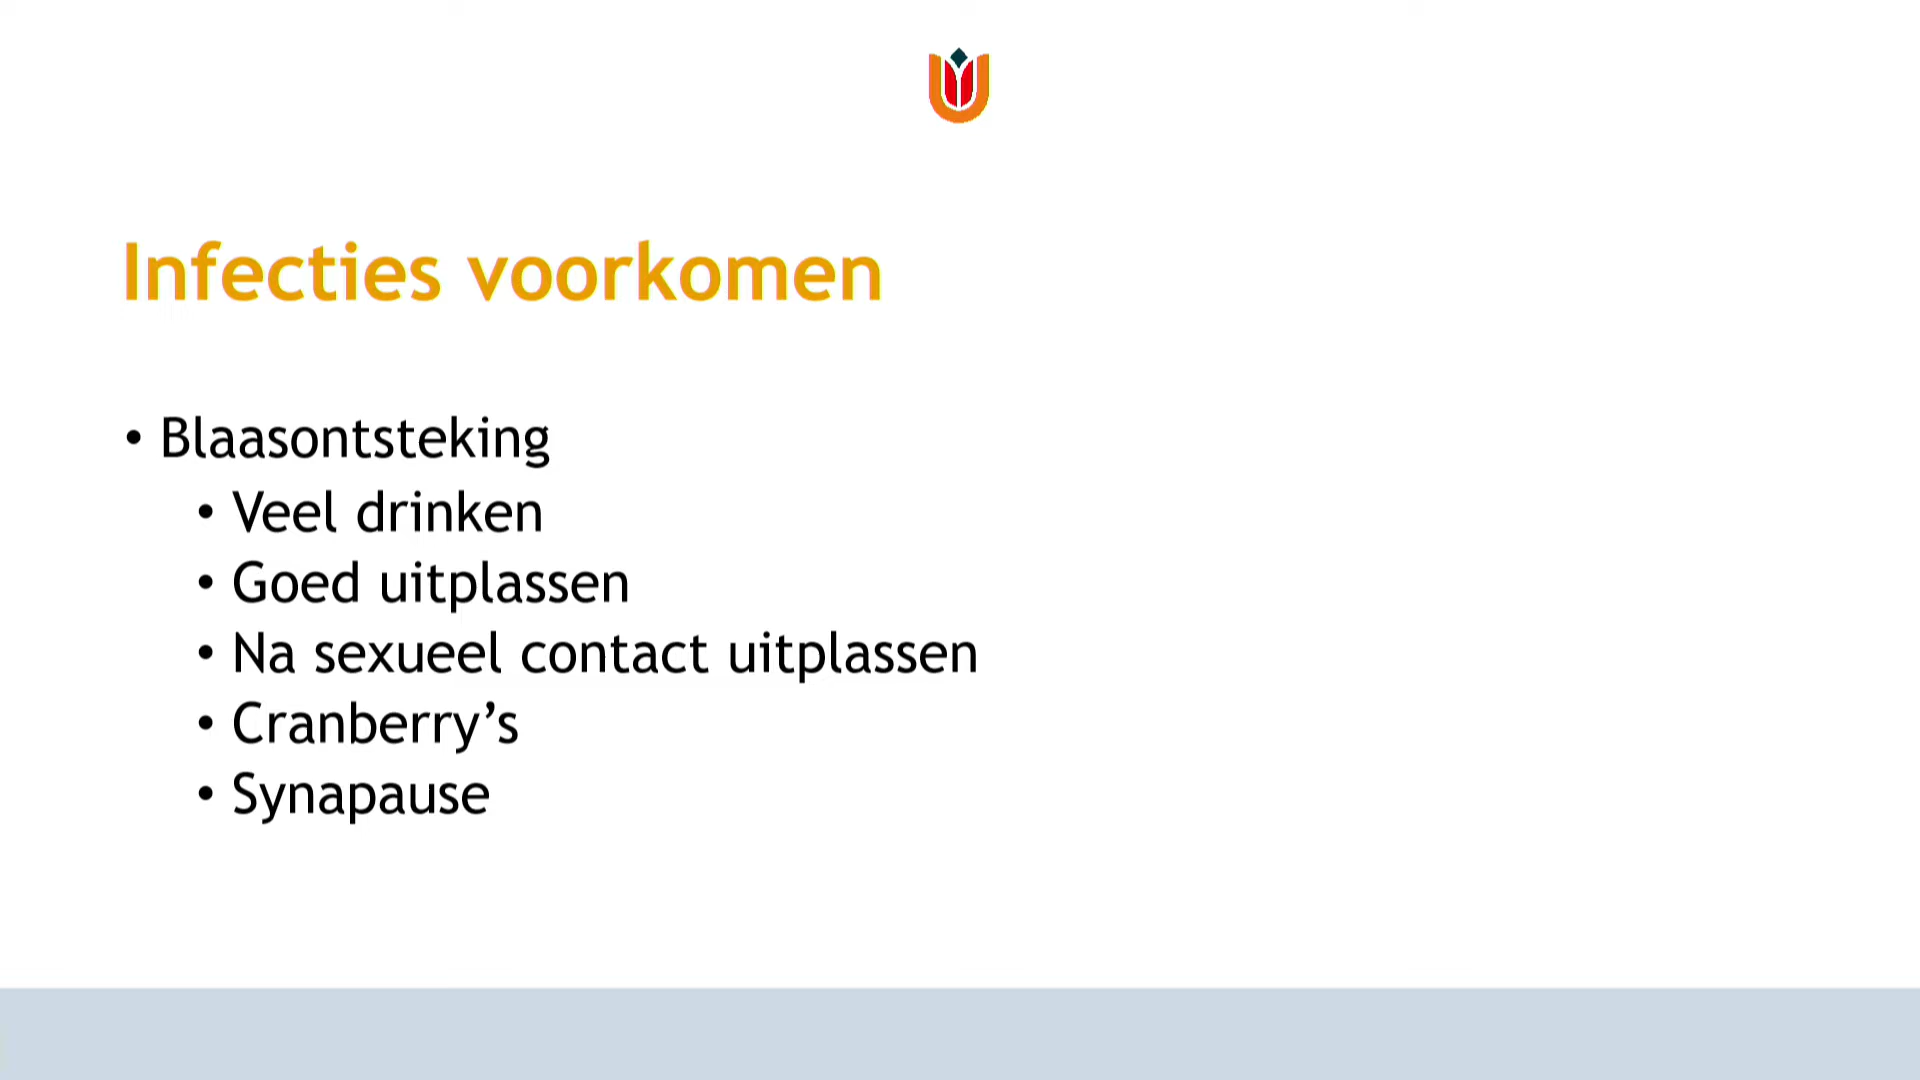 Infecties voorkomen
• Blaasontsteking
• Veel drinken
• Goed uitplassen
• Na sexueel contact uitplassen
• Cranberry’s
• Synapause